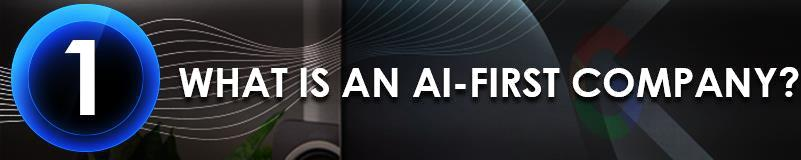 1
WHAT IS AN AI-FIRST COMPANY?